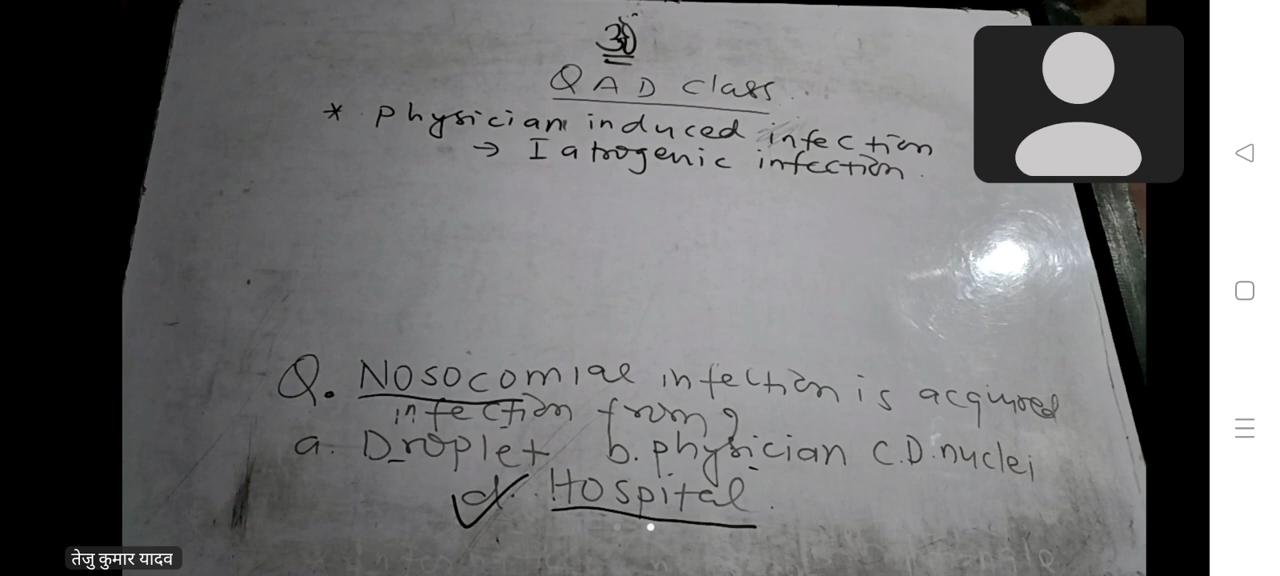 ॐ
QAD class
* Physician induced infection
→ Iatrogenic infection.
Q. Nosocomial infection is acquired
infection from?
a. Droplet b. physician c. D. nuclei
d. Hospital.
तेजु कुमार यादव